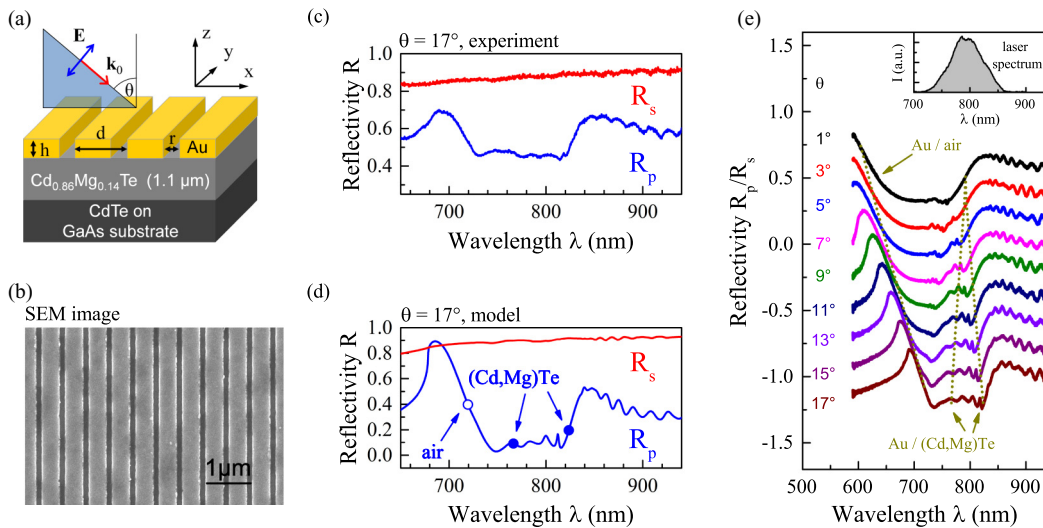 (a)
E
k0
θ
z
y
x
d
h
r
Au
Cd0.86Mg0.14Te (1.1 μm)
CdTe on
GaAs substrate
(b)
SEM image
1μm
(c)
θ = 17°, experiment
Reflectivity R
1.0
0.8
0.6
0.4
Rs
Rp
700
800
900
Wavelength λ (nm)
(d)
θ = 17°, model
Reflectivity R
1.0
0.8
0.6
0.4
0.2
0.0
Rs
(Cd,Mg)Te
air
Rp
700
800
900
Wavelength λ (nm)
(e)
Reflectivity Rp/Rs
1.5
1.0
0.5
0.0
-0.5
-1.0
-1.5
I (a.u.)
laser
spectrum
700
800
900
λ (nm)
θ
1°
3°
5°
7°
9°
11°
13°
15°
17°
Au / air
Au / (Cd,Mg)Te
500
600
700
800
900
Wavelength λ (nm)